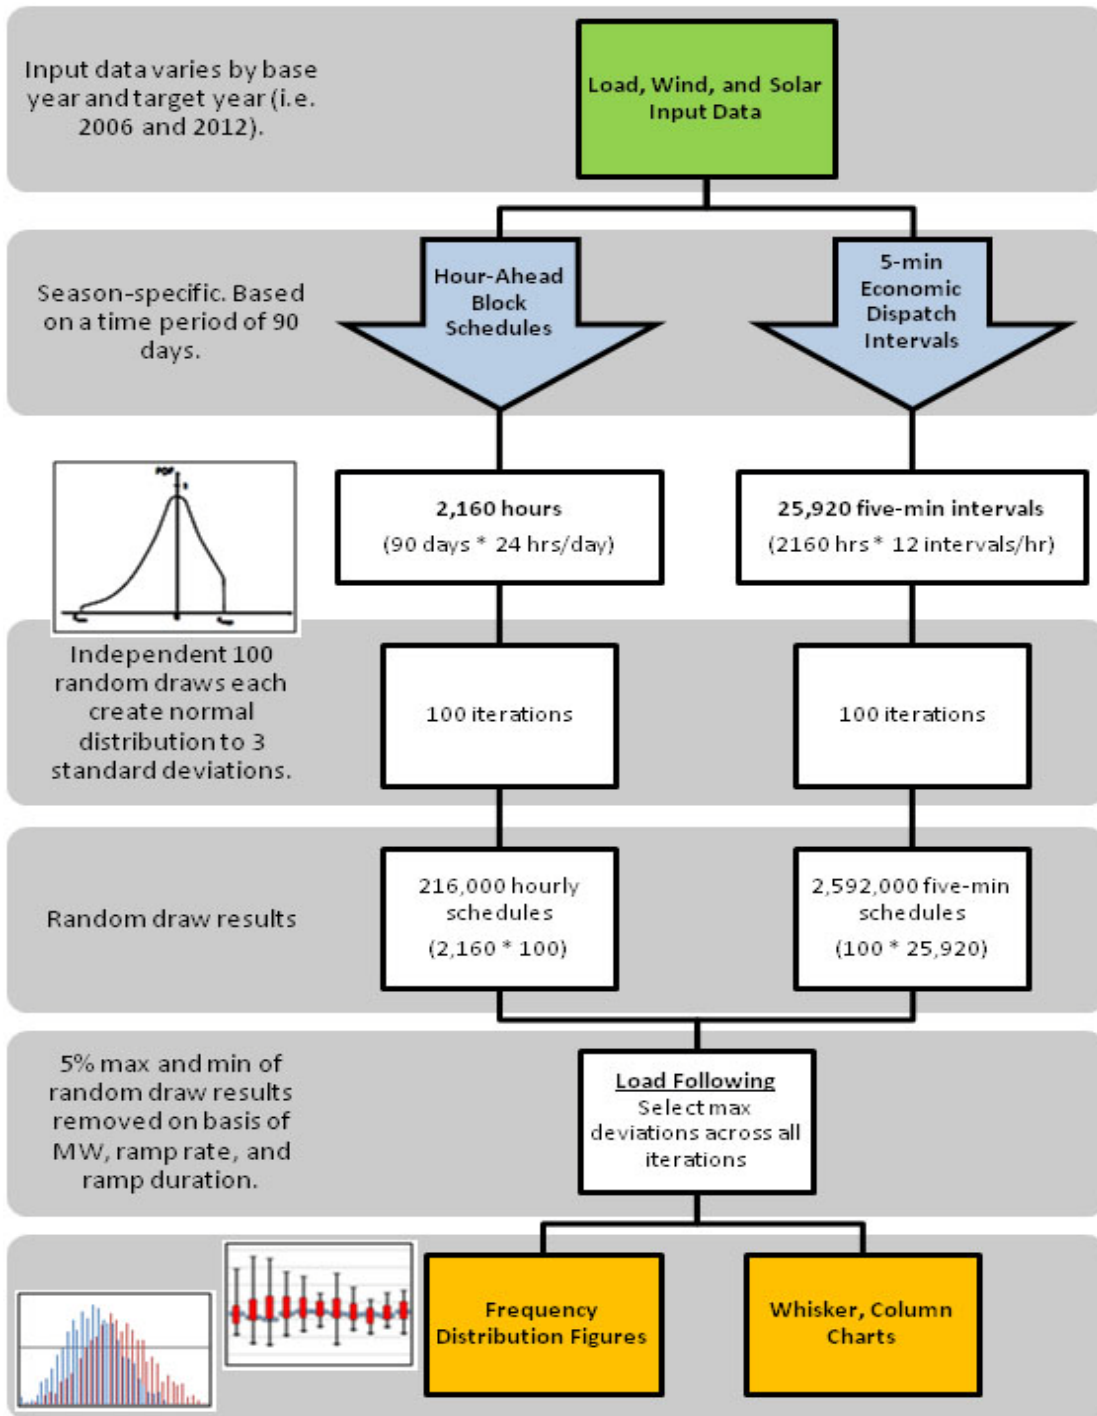 Input data varies by base
year and target year (i.e.
2006 and 2012).
Load, Wind, and Solar
Input Data
Season-specific. Based
on a time period of 90
days.
Hour-Ahead
Block
Schedules
5-min
Economic
Dispatch
Intervals
PDF
2,160 hours
(90 days * 24 hrs/day)
25,920 five-min intervals
(2160 hrs * 12 intervals/hr)
Independent 100
random draws each
create normal
distribution to 3
standard deviations.
100 iterations
100 iterations
Random draw results
216,000 hourly
schedules
(2,160 * 100)
2,592,000 five-min
schedules
(100 * 25,920)
5% max and min of
random draw results
removed on basis of
MW, ramp rate, and
ramp duration.
Load Following
Select max
deviations across all
iterations
Frequency
Distribution Figures
Whisker, Column
Charts